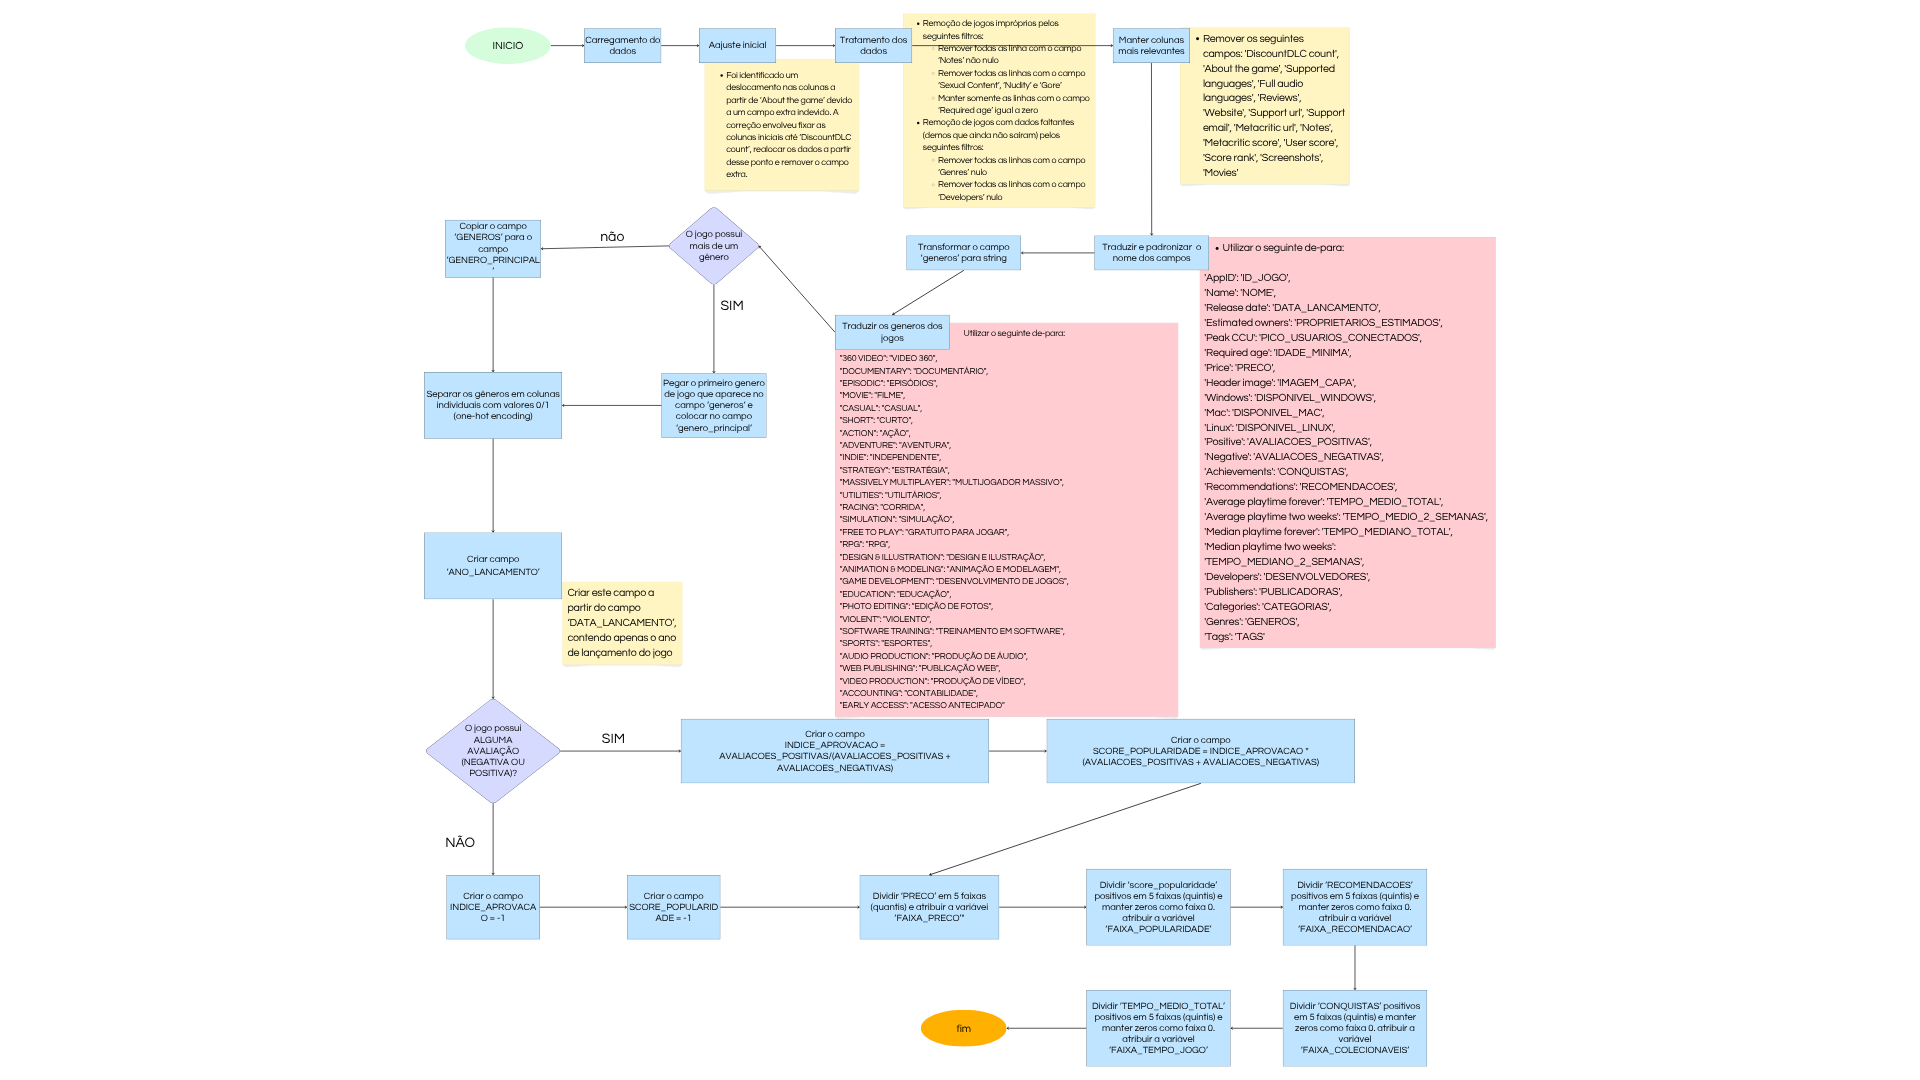 INICIO
Carregamento do
dados
Aajuste inicial
Tratamento dos
dados
Manter colunas
mais relevantes
• Foi identificado um
deslocamento nas colunas a
partir de 'About the game' devido
a um campo extra indevido. A
correção envolveu fixar as
colunas iniciais até 'DiscountDLC
count', realocar os dados a partir
desse ponto e remover o campo
extra.
• Remoção de jogos impróprios pelos
seguintes filtros:
○ Remover todas as linha com o campo
'Notes' não nulo
○ Remover todas as linhas com o campo
'Sexual Content', 'Nudity' e 'Gore'
○ Manter somente as linhas com o campo
'Required age' igual a zero
• Remoção de jogos com dados faltantes
(demos que ainda não saíram) pelos
seguintes filtros:
○ Remover todas as linhas com o campo
'Genres' nulo
○ Remover todas as linhas com o campo
'Developers' nulo
• Remover os seguintes
campos: 'DiscountDLC count',
'About the game', 'Supported
languages', 'Full audio
languages', 'Reviews',
'Website', 'Support url', 'Support
email', 'Metacritic url', 'Notes',
'Metacritic score', 'User score',
'Score rank', 'Screenshots',
'Movies'
Copiar o campo
'GENEROS' para o
campo
'GENERO_PRINCIPAL
'
não
O jogo possui
mais de um
gênero
SIM
Transformar o campo
'generos' para string
Traduzir e padronizar o
nome dos campos
• Utilizar o seguinte de-para:
'AppID': 'ID_JOGO',
'Name': 'NOME',
'Release date': 'DATA_LANCAMENTO',
'Estimated owners': 'PROPRIETARIOS_ESTIMADOS',
'Peak CCU': 'PICO_USUARIOS_CONECTADOS',
'Required age': 'IDADE_MINIMA',
'Price': 'PRECO',
'Header image': 'IMAGEM_CAPA',
'Windows': 'DISPONIVEL_WINDOWS',
'Mac': 'DISPONIVEL_MAC',
'Linux': 'DISPONIVEL_LINUX',
'Positive': 'AVALIACOES_POSITIVAS',
'Negative': 'AVALIACOES_NEGATIVAS',
'Achievements': 'CONQUISTAS',
'Recommendations': 'RECOMENDACOES',
'Average playtime forever': 'TEMPO_MEDIO_TOTAL',
'Average playtime two weeks': 'TEMPO_MEDIO_2_SEMANAS',
'Median playtime forever': 'TEMPO_MEDIANO_TOTAL',
'Median playtime two weeks':
'TEMPO_MEDIANO_2_SEMANAS',
'Developers': 'DESENVOLVEDORES',
'Publishers': 'PUBLICADORAS',
'Categories': 'CATEGORIAS',
'Genres': 'GENEROS',
'Tags': 'TAGS'
Traduzir os generos dos
jogos
Utilizar o seguinte de-para:
"360 VIDEO": "VIDEO 360",
"DOCUMENTARY": "DOCUMENTÁRIO",
"EPISODIC": "EPISÓDIOS",
"MOVIE": "FILME",
"CASUAL": "CASUAL",
"SHORT": "CURTO",
"ACTION": "AÇÃO",
"ADVENTURE": "AVENTURA",
"INDIE": "INDEPENDENTE",
"STRATEGY": "ESTRATÉGIA",
"MASSIVELY MULTIPLAYER": "MULTIJOGADOR MASSIVO",
"UTILITIES": "UTILITÁRIOS",
"RACING": "CORRIDA",
"SIMULATION": "SIMULAÇÃO",
"FREE TO PLAY": "GRATUITO PARA JOGAR",
"RPG": "RPG",
"DESIGN & ILLUSTRATION": "DESIGN E ILUSTRAÇÃO",
"ANIMATION & MODELING": "ANIMAÇÃO E MODELAGEM",
"GAME DEVELOPMENT": "DESENVOLVIMENTO DE JOGOS",
"EDUCATION": "EDUCAÇÃO",
"PHOTO EDITING": "EDIÇÃO DE FOTOS",
"VIOLENT": "VIOLENTO",
"SOFTWARE TRAINING": "TREINAMENTO EM SOFTWARE",
"SPORTS": "ESPORTES",
"AUDIO PRODUCTION": "PRODUÇÃO DE ÁUDIO",
"WEB PUBLISHING": "PUBLICAÇÃO WEB",
"VIDEO PRODUCTION": "PRODUÇÃO DE VÍDEO",
"ACCOUNTING": "CONTABILIDADE",
"EARLY ACCESS": "ACESSO ANTECIPADO"
Separar os gêneros em colunas
individuais com valores 0/1
(one-hot encoding)
Pegar o primeiro genero
de jogo que aparece no
campo 'generos' e
colocar no campo
'genero_principal'
Criar campo
'ANO_LANCAMENTO'
Criar este campo a
partir do campo
'DATA_LANCAMENTO',
contendo apenas o ano
de lançamento do jogo
O jogo possui
ALGUMA
AVALIAÇÃO
(NEGATIVA OU
POSITIVA)?
SIM
Criar o campo
INDICE_APROVACAO =
AVALIACOES_POSITIVAS/(AVALIACOES_POSITIVAS +
AVALIACOES_NEGATIVAS)
Criar o campo
SCORE_POPULARIDADE = INDICE_APROVACAO *
(AVALIACOES_POSITIVAS + AVALIACOES_NEGATIVAS)
NÃO
Criar o campo
INDICE_APROVACA
O = -1
Criar o campo
SCORE_POPULARID
ADE = -1
Dividir 'PRECO' em 5 faixas
(quantis) e atribuir a variável
'FAIXA_PRECO'"
Dividir 'score_popularidade'
positivos em 5 faixas (quintis) e
manter zeros como faixa 0.
atribuir a variável
'FAIXA_POPULARIDADE'
Dividir 'RECOMENDACOES'
positivos em 5 faixas (quintis) e
manter zeros como faixa 0.
atribuir a variável
'FAIXA_RECOMENDACAO'
fim
Dividir 'TEMPO_MEDIO_TOTAL'
positivos em 5 faixas (quintis) e
manter zeros como faixa 0.
atribuir a variável
'FAIXA_TEMPO_JOGO'
Dividir 'CONQUISTAS' positivos
em 5 faixas (quintis) e manter
zeros como faixa 0. atribuir a
variável
'FAIXA_COLECIONAVEIS'